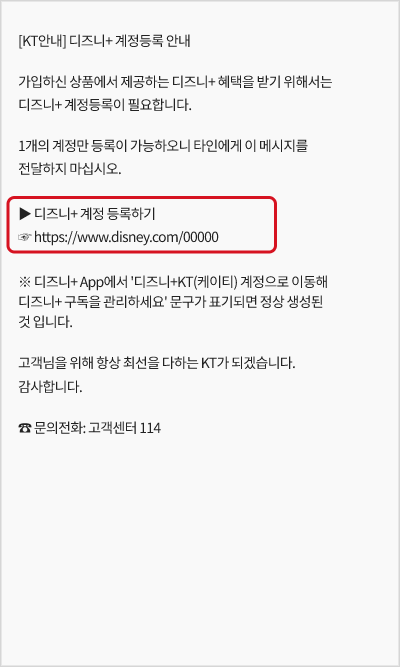 [KT안내] 디즈니+ 계정등록 안내
가입하신 상품에서 제공하는 디즈니+ 혜택을 받기 위해서는
디즈니+ 계정등록이 필요합니다.
1개의 계정만 등록이 가능하오니 타인에게 이 메시지를
전달하지 마십시오.
▶ 디즈니+ 계정 등록하기
☞ https://www.disney.com/00000
※ 디즈니+ App에서 '디즈니+KT(케이티) 계정으로 이동해
디즈니+ 구독을 관리하세요' 문구가 표기되면 정상 생성된
것 입니다.
고객님을 위해 항상 최선을 다하는 KT가 되겠습니다.
감사합니다.
☎ 문의전화: 고객센터 114